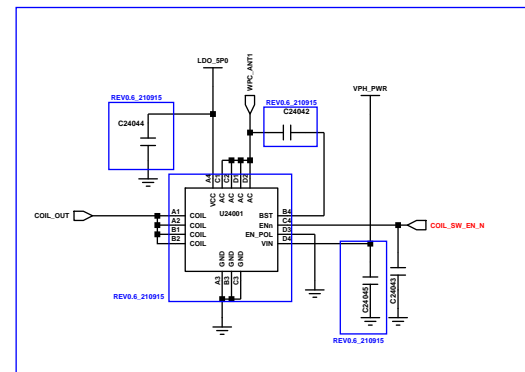 LDO_5P0
WPC_ANT1
VPH_PWR
REV0.6_210915
REV0.6_210915
C24042
C24044
A4
C1
C2
D1
D2
VCC
AC
AC
AC
AC
U24001
COIL_OUT
A1
COIL
A2
COIL
B1
COIL
B2
COIL
BST
B4
ENn
C4
EN_POL
D3
VIN
D4
COIL_SW_EN_N
GND
GND
GND
A3
B3
C3
C24045
C24043
REV0.6_210915
REV0.6_210915